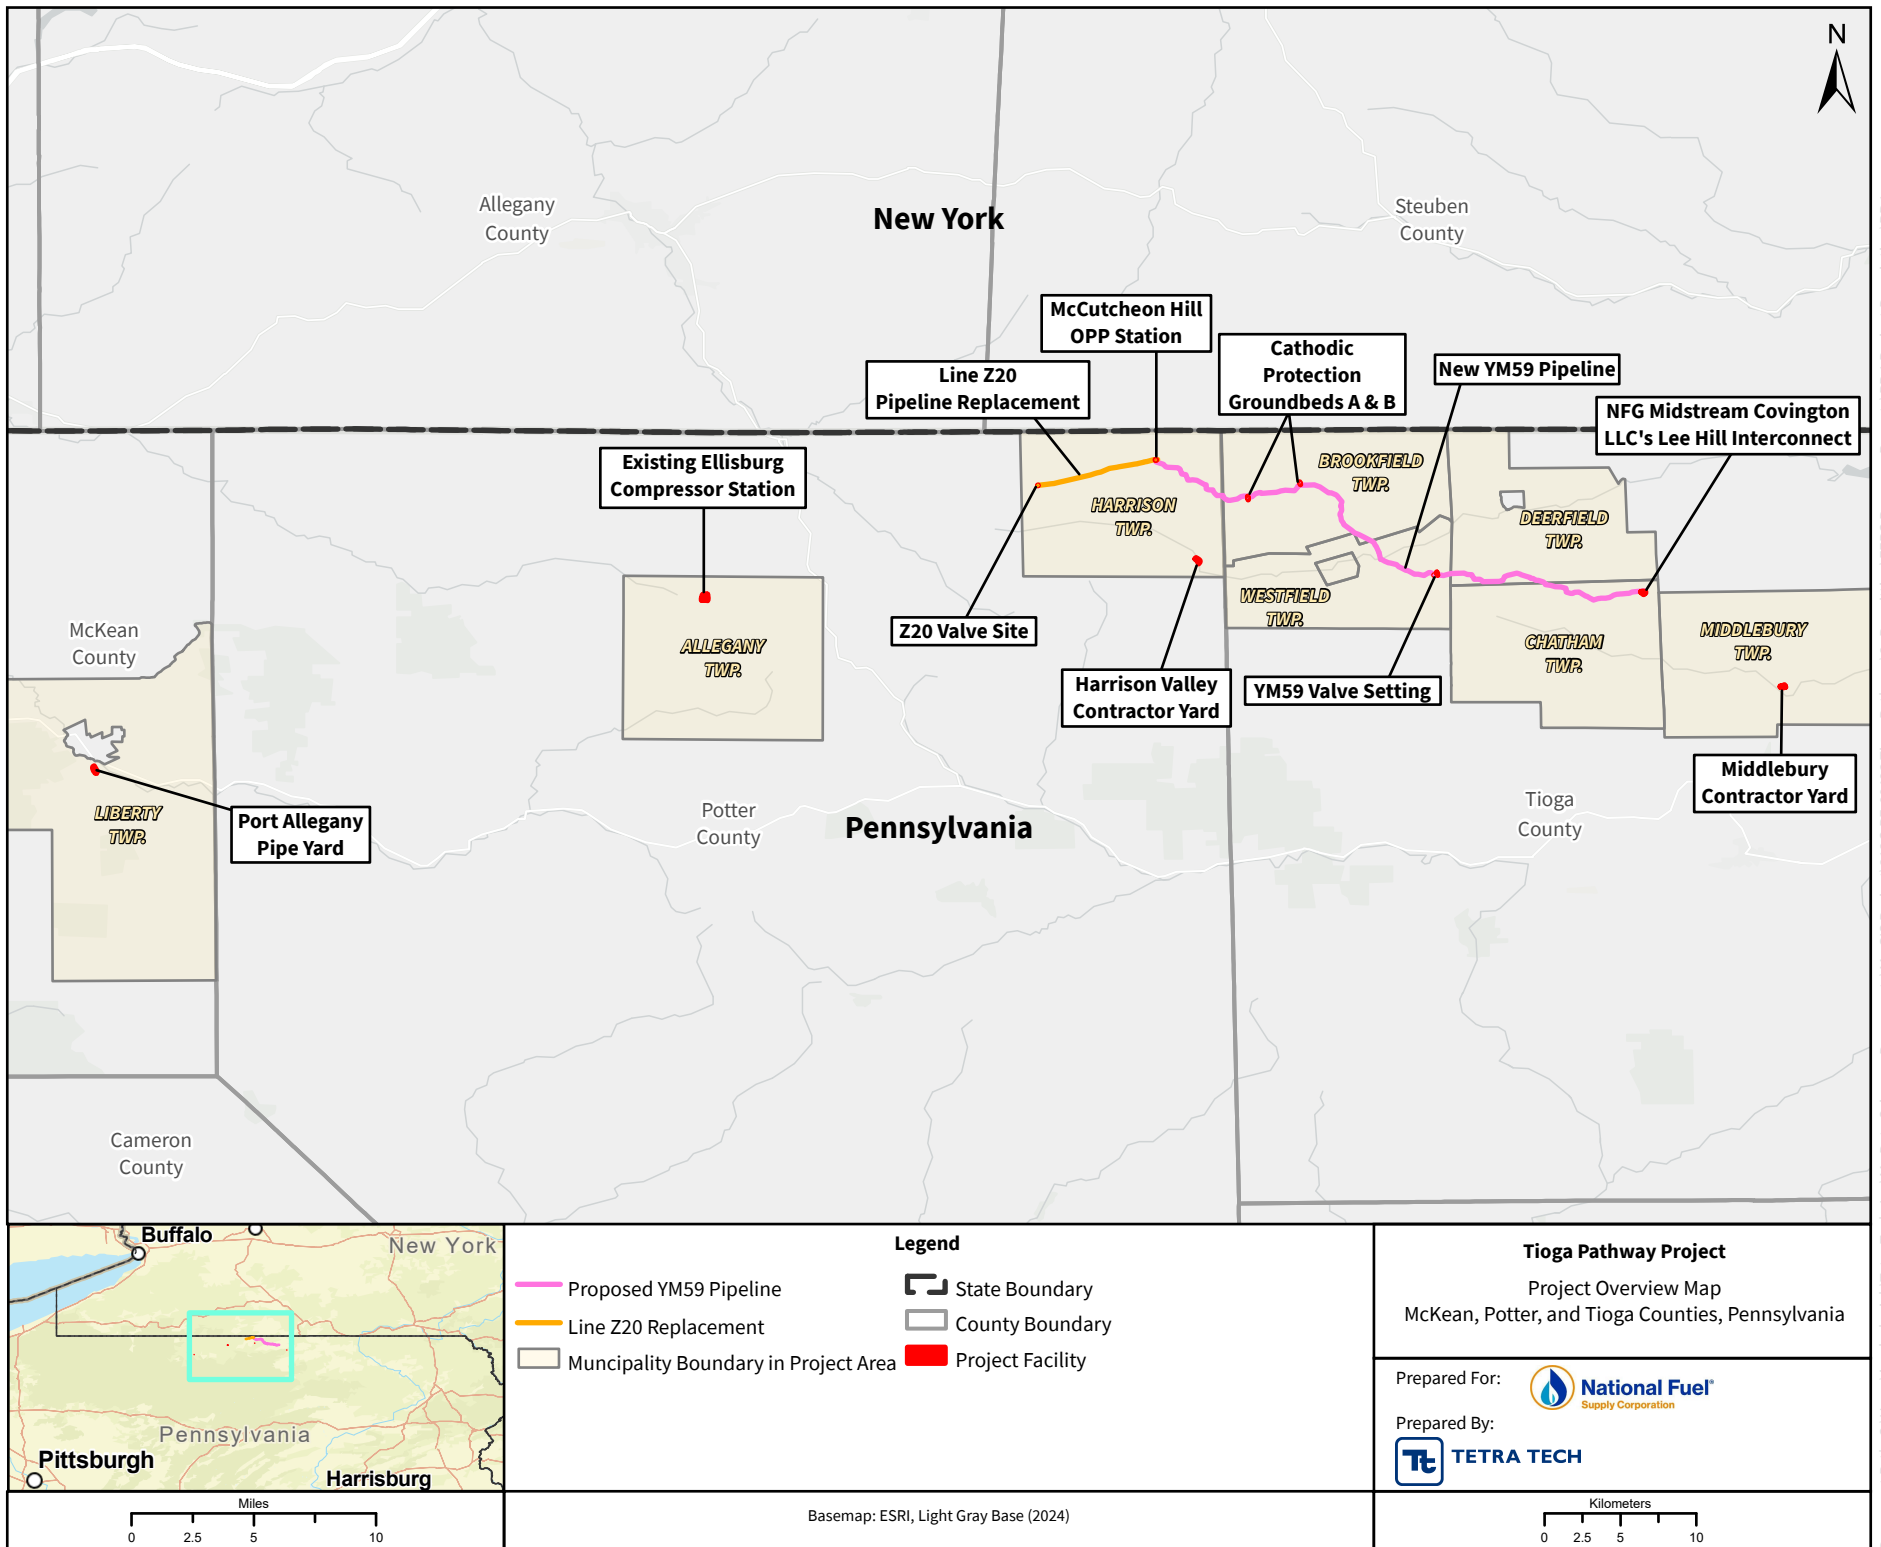 N
Allegany
County
New York
Steuben
County
McCutcheon Hill
OPP Station
Cathodic
Protection
Groundbeds A & B
New YM59 Pipeline
Line Z20
Pipeline Replacement
NFG Midstream Covington
LLC's Lee Hill Interconnect
Existing Ellisburg
Compressor Station
BROOKFIELD
TWP.
HARRISON
TWP.
DEERFIELD
TWP.
WESTFIELD
TWP.
Z20 Valve Site
McKean
County
ALLEGANY
TWP.
CHATHAM
TWP.
MIDDLEBURY
TWP.
Harrison Valley
Contractor Yard
YM59 Valve Setting
Middlebury
Contractor Yard
LIBERTY
TWP.
Port Allegany
Pipe Yard
Potter
County
Pennsylvania
Tioga
County
Cameron
County
Buffalo
New York
Pennsylvania
Pittsburgh
Harrisburg
Legend
Proposed YM59 Pipeline
Line Z20 Replacement
Muncipality Boundary in Project Area
State Boundary
County Boundary
Project Facility
Tioga Pathway Project
Project Overview Map
McKean, Potter, and Tioga Counties, Pennsylvania
Prepared For:
National Fuel®
Supply Corporation
Prepared By:
Tt TETRA TECH
Miles
0 2.5 5 10
Basemap: ESRI, Light Gray Base (2024)
Kilometers
0 2.5 5 10